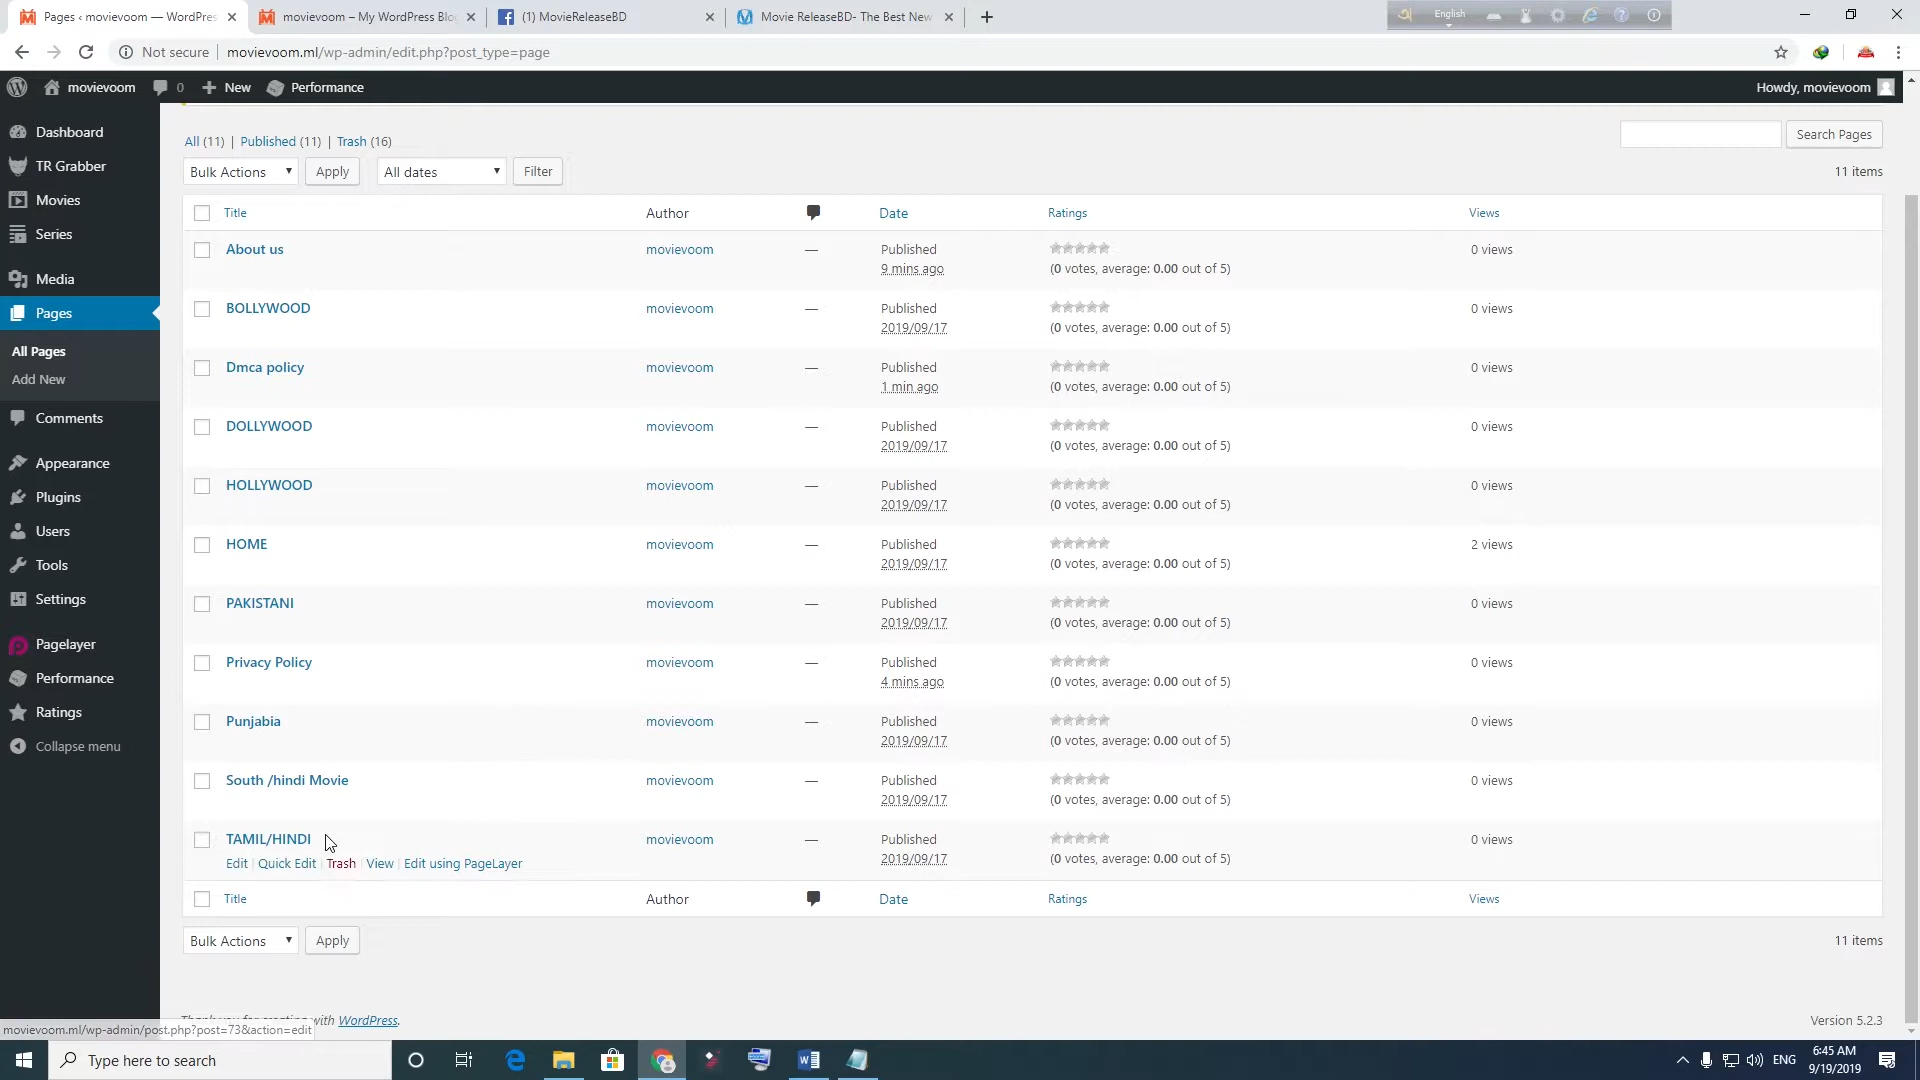 Pages ‹ movievoom — WordPres
movievoom – My WordPress Blo
(1) MovieReleaseBD
Movie ReleaseBD- The Best New
English
Not secure
movievoom.ml/wp-admin/edit.php?post_type=page
movievoom
0
New
Performance
Howdy, movievoom
Dashboard
TR Grabber
Movies
Series
Media
Pages
All Pages
Add New
Comments
Appearance
Plugins
Users
Tools
Settings
Pagelayer
Performance
Ratings
Collapse menu
All (11) | Published (11) | Trash (16)
Search Pages
Bulk Actions
Apply
All dates
Filter
11 items
Title Author Date Ratings Views
About us movievoom — Published 0 views
9 mins ago (0 votes, average: 0.00 out of 5)
BOLLYWOOD movievoom — Published 0 views
2019/09/17 (0 votes, average: 0.00 out of 5)
Dmca policy movievoom — Published 0 views
1 min ago (0 votes, average: 0.00 out of 5)
DOLLYWOOD movievoom — Published 0 views
2019/09/17 (0 votes, average: 0.00 out of 5)
HOLLYWOOD movievoom — Published 0 views
2019/09/17 (0 votes, average: 0.00 out of 5)
HOME movievoom — Published 2 views
2019/09/17 (0 votes, average: 0.00 out of 5)
PAKISTANI movievoom — Published 0 views
2019/09/17 (0 votes, average: 0.00 out of 5)
Privacy Policy movievoom — Published 0 views
4 mins ago (0 votes, average: 0.00 out of 5)
Punjabia movievoom — Published 0 views
2019/09/17 (0 votes, average: 0.00 out of 5)
South /hindi Movie movievoom — Published 0 views
2019/09/17 (0 votes, average: 0.00 out of 5)
TAMIL/HINDI movievoom — Published 0 views
2019/09/17 (0 votes, average: 0.00 out of 5)
Edit | Quick Edit | Trash | View | Edit using PageLayer
Title Author Date Ratings Views
Bulk Actions
Apply
11 items
with WordPress.
Version 5.2.3
movievoom.ml/wp-admin/post.php?post=73&action=edit
Type here to search
ENG
6:45 AM
9/19/2019